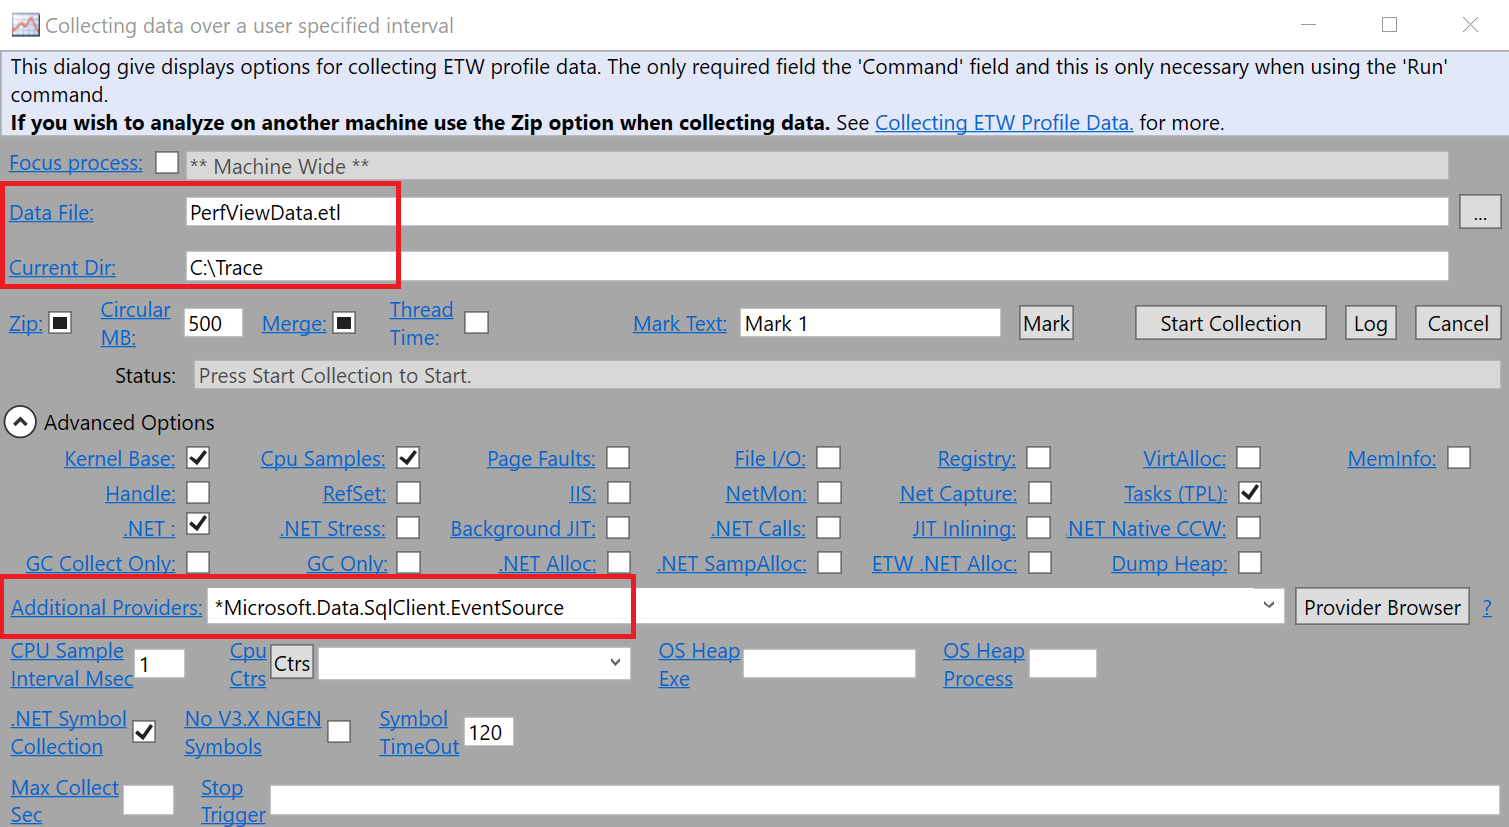 Collecting data over a user specified interval
This dialog give displays options for collecting ETW profile data. The only required field the 'Command' field and this is only necessary when using the 'Run'
command.
If you wish to analyze on another machine use the Zip option when collecting data. See Collecting ETW Profile Data. for more.
Focus process: ** Machine Wide **
Data File: PerfViewData.etl ...
Current Dir: C:\Trace
Zip: Circular MB: 500 Merge: Thread Time: Mark Text: Mark 1 Mark Start Collection Log Cancel
Status: Press Start Collection to Start.
Advanced Options
Kernel Base: Cpu Samples: Page Faults: File I/O: Registry: VirtAlloc: MemInfo:
Handle: RefSet: IIS: NetMon: Net Capture: Tasks (TPL):
.NET : .NET Stress: Background JIT: .NET Calls: JIT Inlining: .NET Native CCW:
GC Collect Only: GC Only: .NET Alloc: .NET SampAlloc: ETW .NET Alloc: Dump Heap:
Additional Providers: *Microsoft.Data.SqlClient.EventSource Provider Browser ?
CPU Sample Interval Msec 1 Cpu Ctrs Ctrs OS Heap Exe OS Heap Process
.NET Symbol Collection No V3.X NGEN Symbols Symbol TimeOut 120
Max Collect Sec Stop Trigger